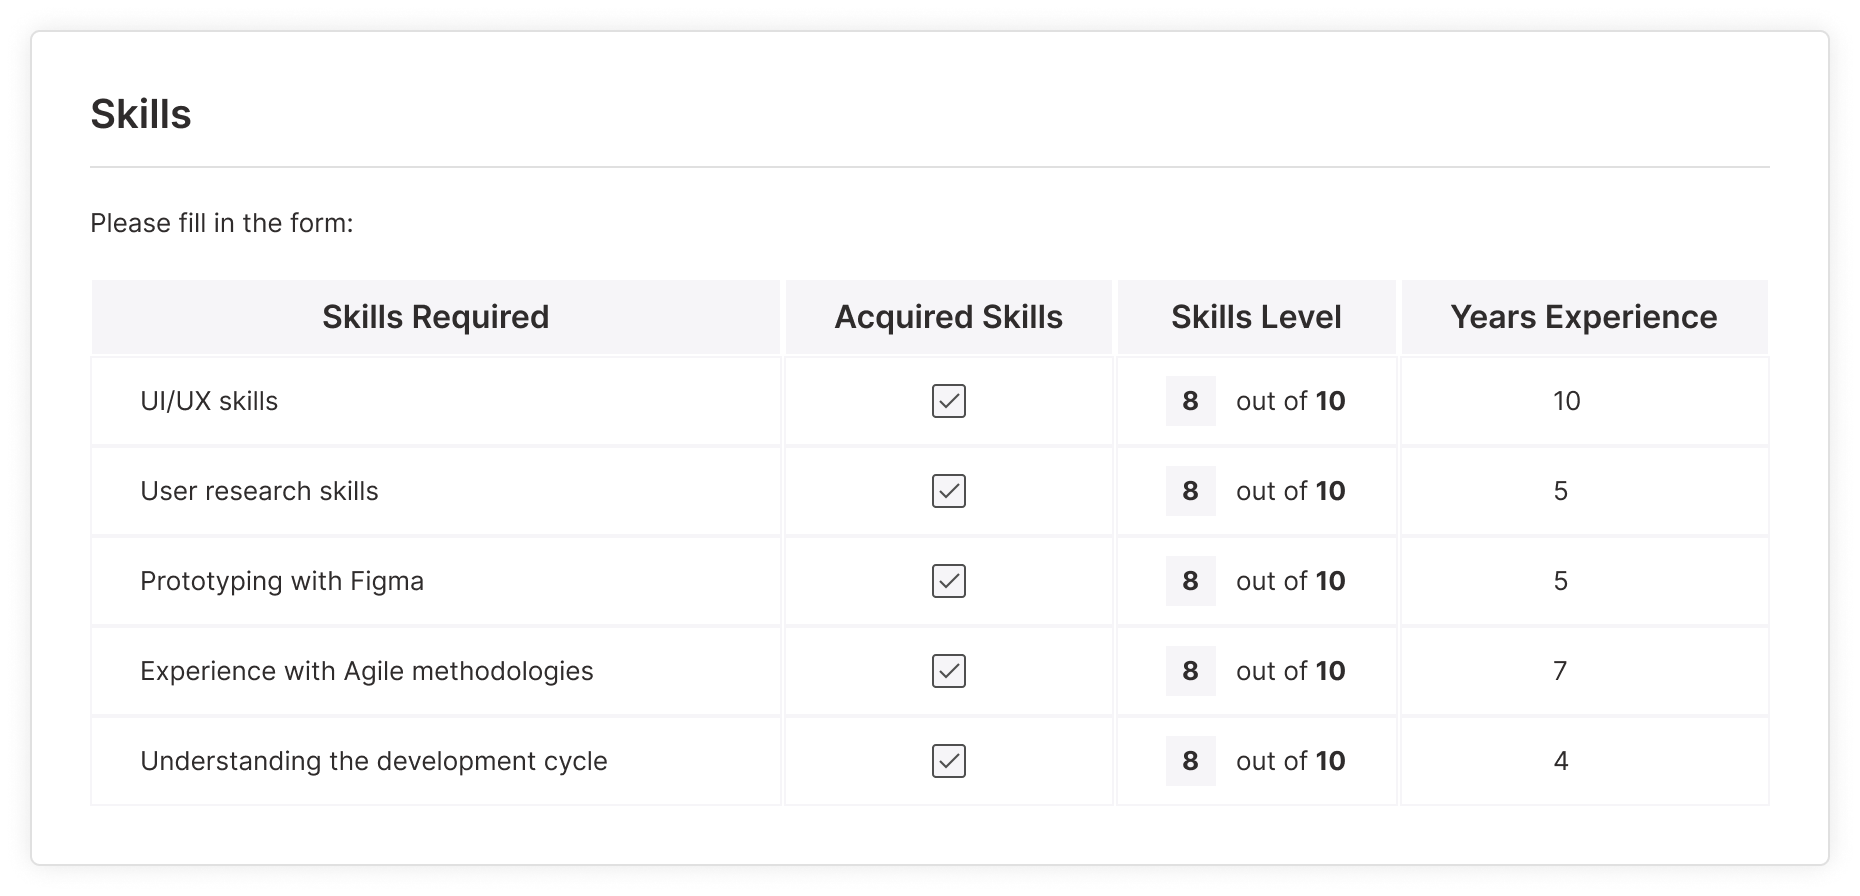 Skills
Please fill in the form:
Skills Required Acquired Skills Skills Level Years Experience
UI/UX skills 8 out of 10 10
User research skills 8 out of 10 5
Prototyping with Figma 8 out of 10 5
Experience with Agile methodologies 8 out of 10 7
Understanding the development cycle 8 out of 10 4